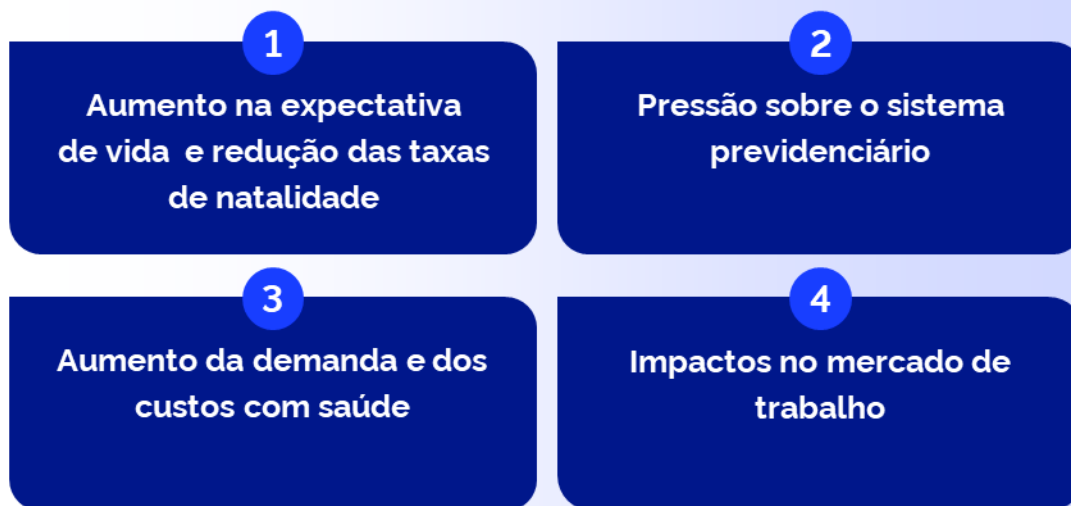 1
Aumento na expectativa
de vida e redução das taxas
de natalidade
2
Pressão sobre o sistema
previdenciário
3
Aumento da demanda e dos
custos com saúde
4
Impactos no mercado de
trabalho